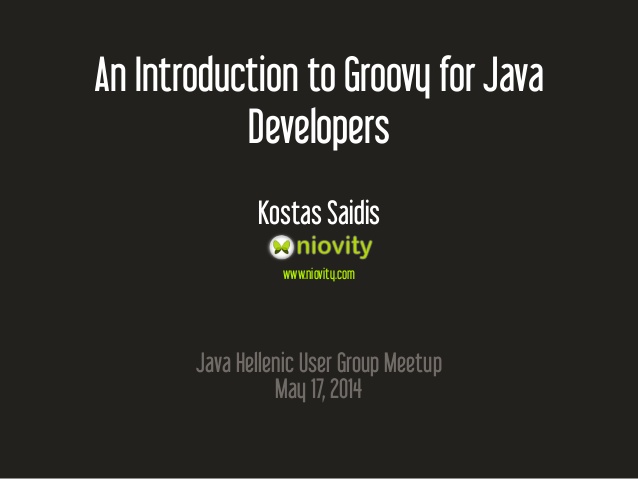 An Introduction to Groovy for Java
Developers
Kostas Saidis
niovity
www.niovity.com
Java Hellenic User Group Meetup
May 17, 2014